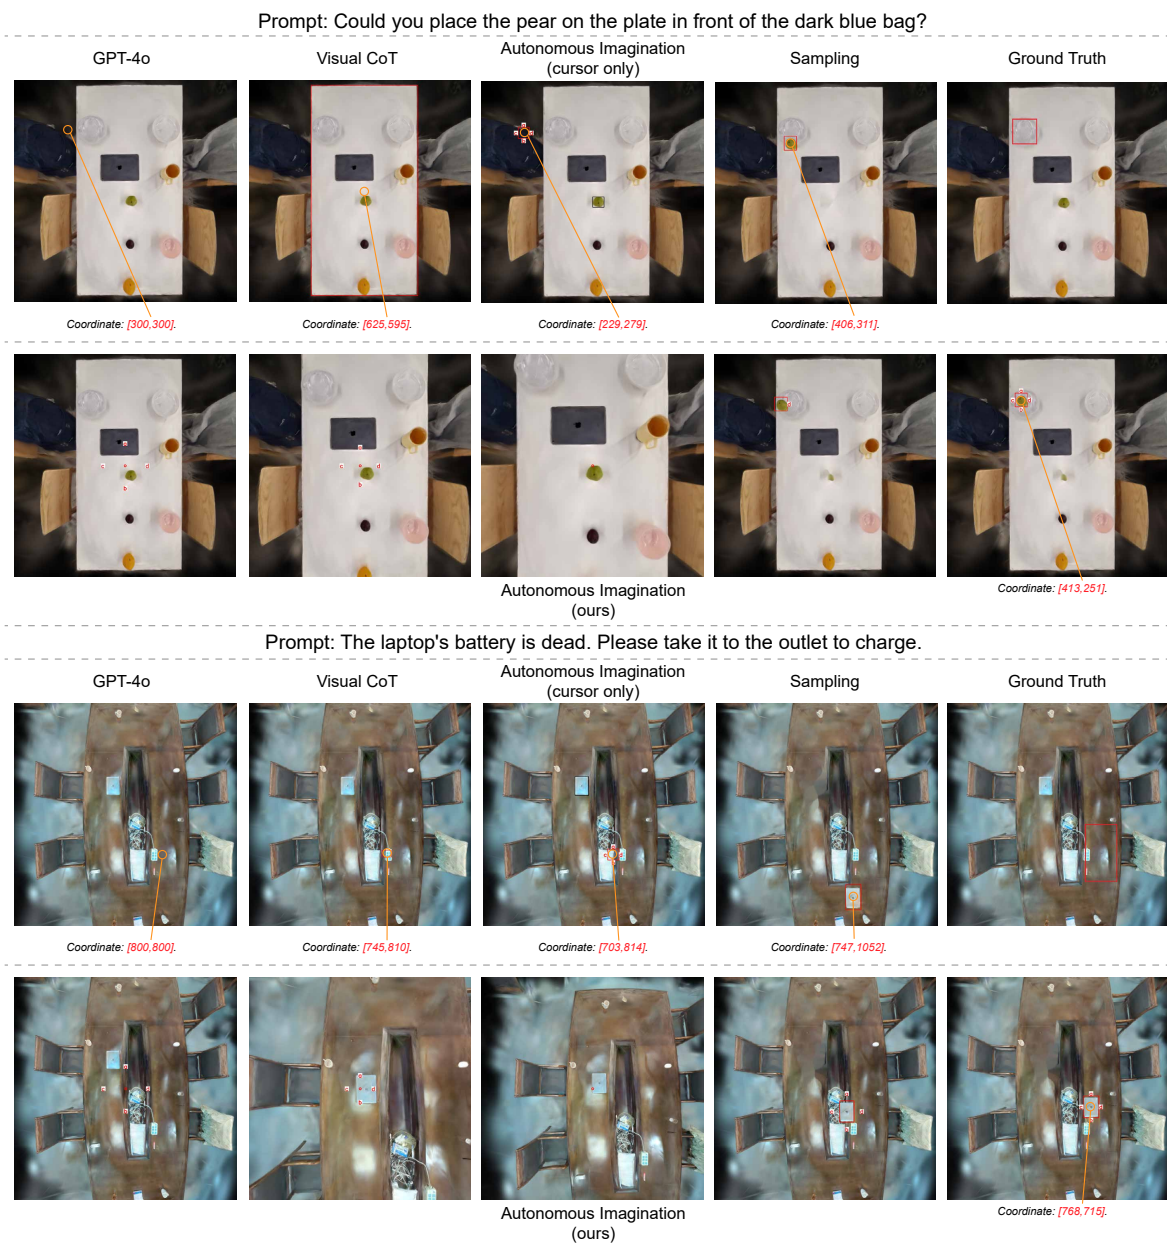 Prompt: Could you place the pear on the plate in front of the dark blue bag?
GPT-4o
Visual CoT
Autonomous Imagination
(cursor only)
Sampling
Ground Truth
Coordinate: [300,300].
Coordinate: [625,595].
Coordinate: [229,279].
Coordinate: [406,311].
Coordinate: [413,251].
Autonomous Imagination
(ours)
Prompt: The laptop's battery is dead. Please take it to the outlet to charge.
GPT-4o
Visual CoT
Autonomous Imagination
(cursor only)
Sampling
Ground Truth
Coordinate: [800,800].
Coordinate: [745,810].
Coordinate: [703,814].
Coordinate: [747,1052].
Coordinate: [768,715].
Autonomous Imagination
(ours)